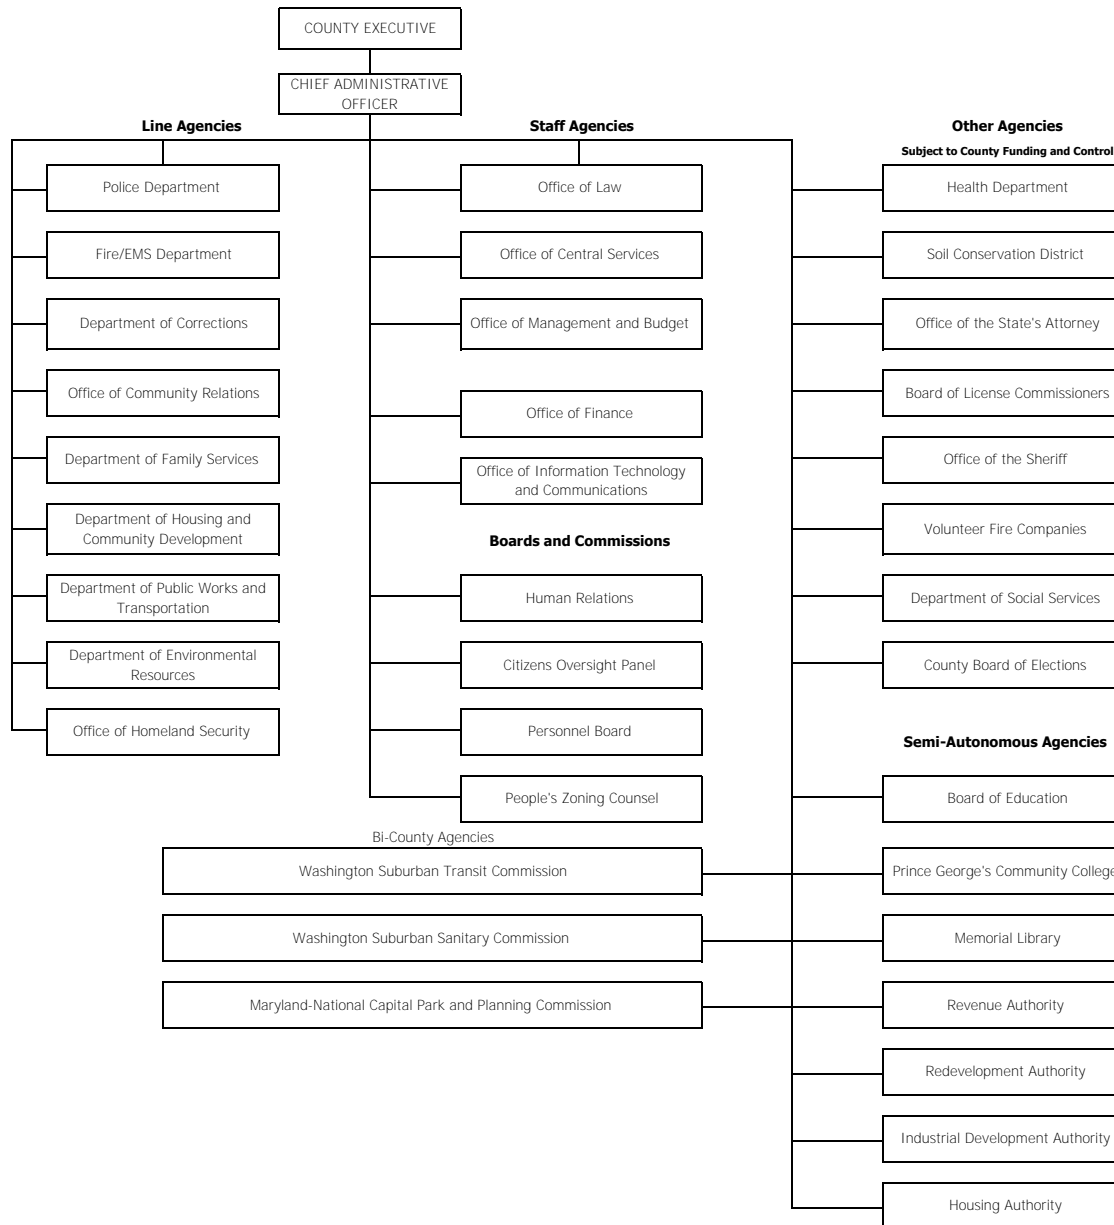 COUNTY EXECUTIVE
CHIEF ADMINISTRATIVE
OFFICER
Line Agencies
Police Department
Fire/EMS Department
Department of Corrections
Office of Community Relations
Department of Family Services
Department of Housing and
Community Development
Department of Public Works and
Transportation
Department of Environmental
Resources
Office of Homeland Security
Staff Agencies
Office of Law
Office of Central Services
Office of Management and Budget
Office of Finance
Office of Information Technology
and Communications
Boards and Commissions
Human Relations
Citizens Oversight Panel
Personnel Board
People's Zoning Counsel
Bi-County Agencies
Washington Suburban Transit Commission
Washington Suburban Sanitary Commission
Maryland-National Capital Park and Planning Commission
Other Agencies
Subject to County Funding and Control
Health Department
Soil Conservation District
Office of the State's Attorney
Board of License Commissioners
Office of the Sheriff
Volunteer Fire Companies
Department of Social Services
County Board of Elections
Semi-Autonomous Agencies
Board of Education
Prince George's Community College
Memorial Library
Revenue Authority
Redevelopment Authority
Industrial Development Authority
Housing Authority